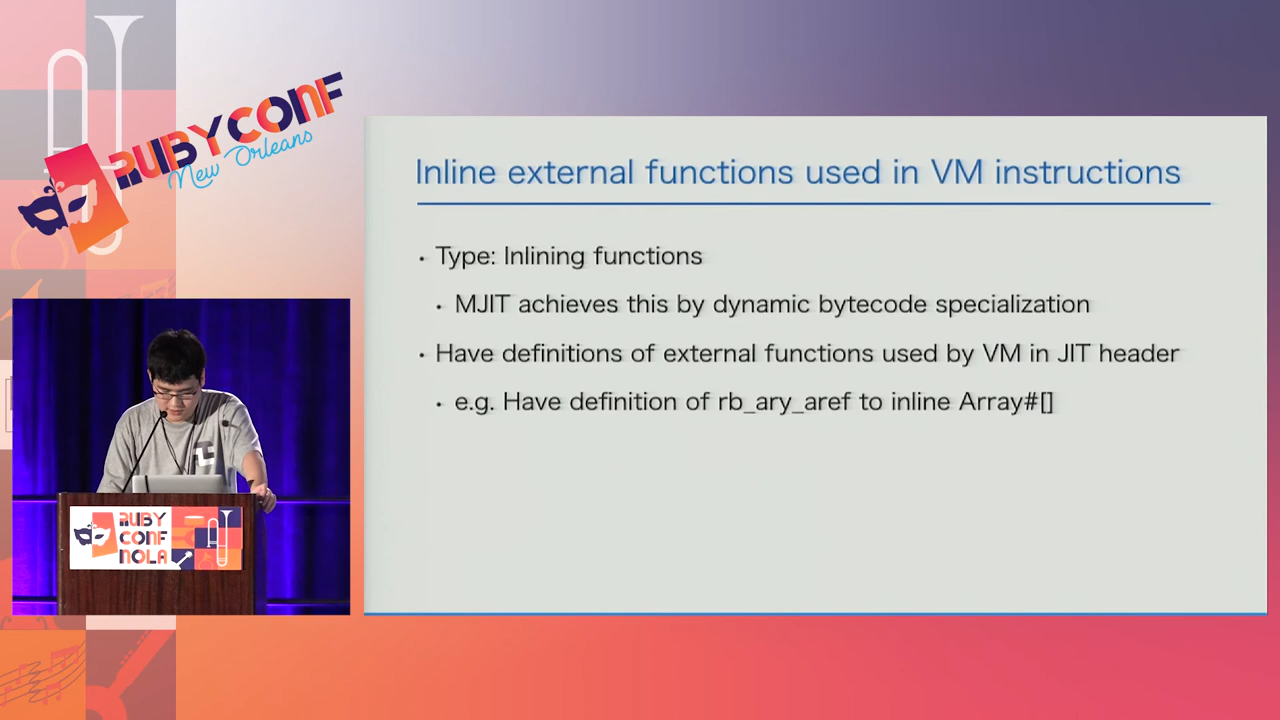 RUBYCONF
New Orleans
Inline external functions used in VM instructions
• Type: Inlining functions
• MJIT achieves this by dynamic bytecode specialization
• Have definitions of external functions used by VM in JIT header
• e.g. Have definition of rb_ary_aref to inline Array#[]
RUBY
CONF
NOLA